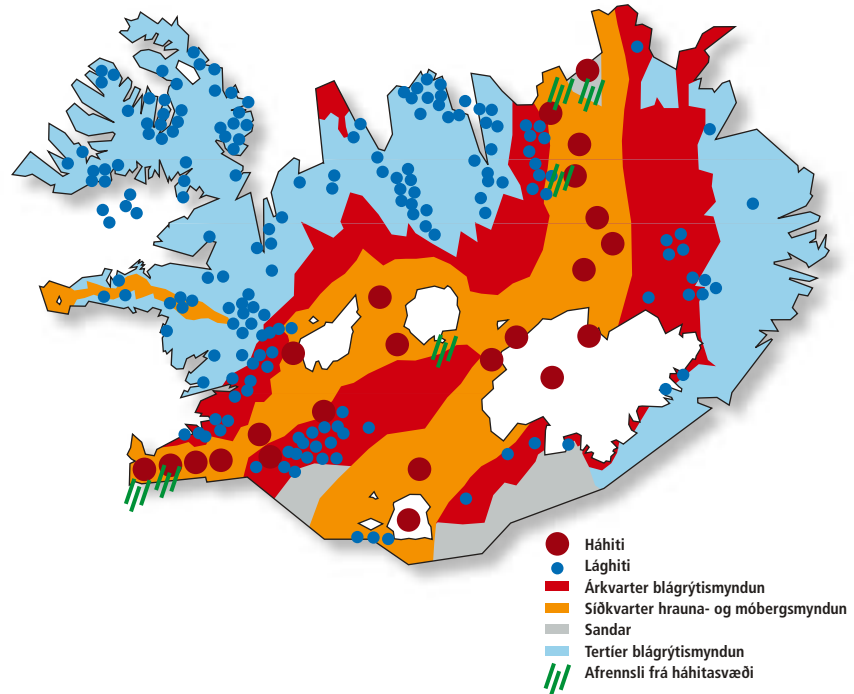 Háhiti
Lághiti
Árkvarter blágrýtismyndun
Síðkvarter hrauna- og móbergsmyndun
Sandar
Tertíer blágrýtismyndun
Afrennsli frá háhitasvæði